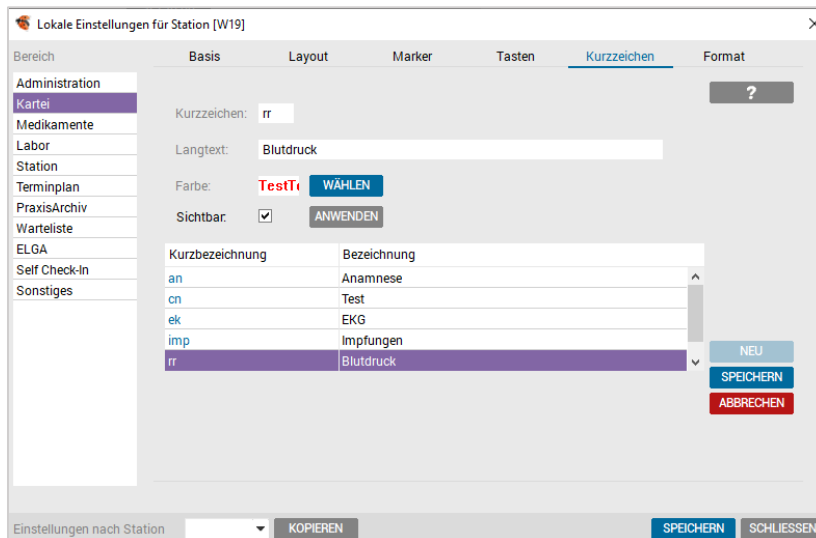 Lokale Einstellungen für Station [W19]
Bereich
Basis Layout Marker Tasten Kurzzeichen Format
Administration
Kartei
Medikamente
Labor
Station
Terminplan
PraxisArchiv
Warteliste
ELGA
Self Check-In
Sonstiges
?
Kurzzeichen: rr
Langtext: Blutdruck
Farbe: TestTe WÄHLEN
Sichtbar: ANWENDEN
Kurzbezeichnung Bezeichnung
an Anamnese
cn Test
ek EKG
imp Impfungen
rr Blutdruck
NEU
SPEICHERN
ABBRECHEN
Einstellungen nach Station KOPIEREN SPEICHERN SCHLIESSEN